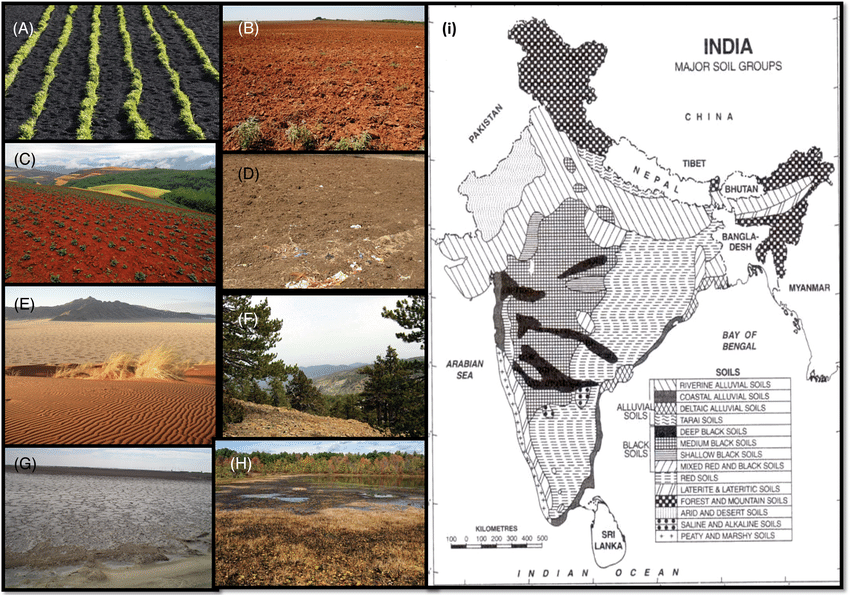 (A)
(B)
(C)
(D)
(E)
(F)
(G)
(H)
(i)
INDIA
MAJOR SOIL GROUPS
PAKISTAN
CHINA
TIBET
NEPAL
BHUTAN
BANGLA-
DESH
MYANMAR
ARABIAN
SEA
BAY OF
BENGAL
SOILS
ALLUVIAL
SOILS
BLACK
SOILS
RIVERINE ALLUVIAL SOILS
COASTAL ALLUVIAL SOILS
DELTAIC ALLUVIAL SOILS
TARAI SOILS
DEEP BLACK SOILS
MEDIUM BLACK SOILS
SHALLOW BLACK SOILS
MIXED RED AND BLACK SOILS
RED SOILS
LATERITE & LATERITIC SOILS
FOREST AND MOUNTAIN SOILS
ARID AND DESERT SOILS
SALINE AND ALKALINE SOILS
PEATY AND MARSHY SOILS
KILOMETRES
100 0 100 200 300 400 500
SRI
LANKA
INDIAN OCEAN